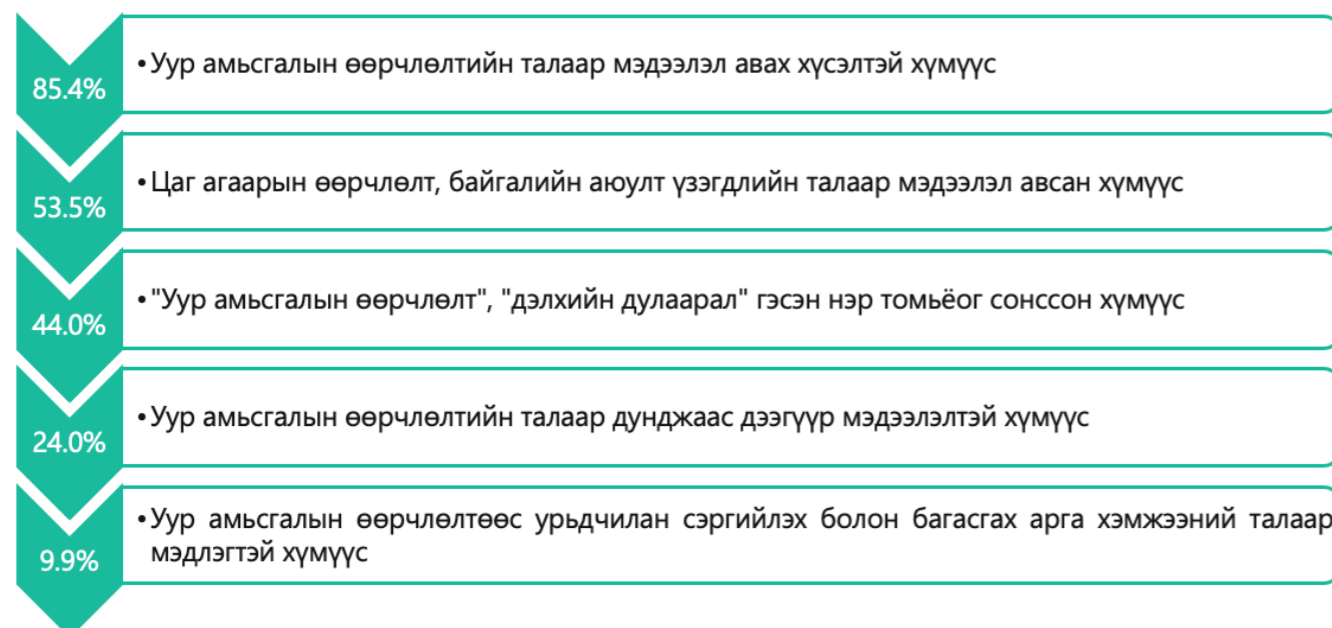 85.4%
•Уур амьсгалын өөрчлөлтийн талаар мэдээлэл авах хүсэлтэй хүмүүс
53.5%
•Цаг агаарын өөрчлөлт, байгалийн аюулт үзэгдлийн талаар мэдээлэл авсан хүмүүс
44.0%
•"Уур амьсгалын өөрчлөлт", "дэлхийн дулаарал" гэсэн нэр томьёог сонссон хүмүүс
24.0%
•Уур амьсгалын өөрчлөлтийн талаар дунджаас дээгүүр мэдээлэлтэй хүмүүс
9.9%
•Уур амьсгалын өөрчлөлтөөс урьдчилан сэргийлэх болон багасгах арга хэмжээний талаар
мэдлэгтэй хүмүүс